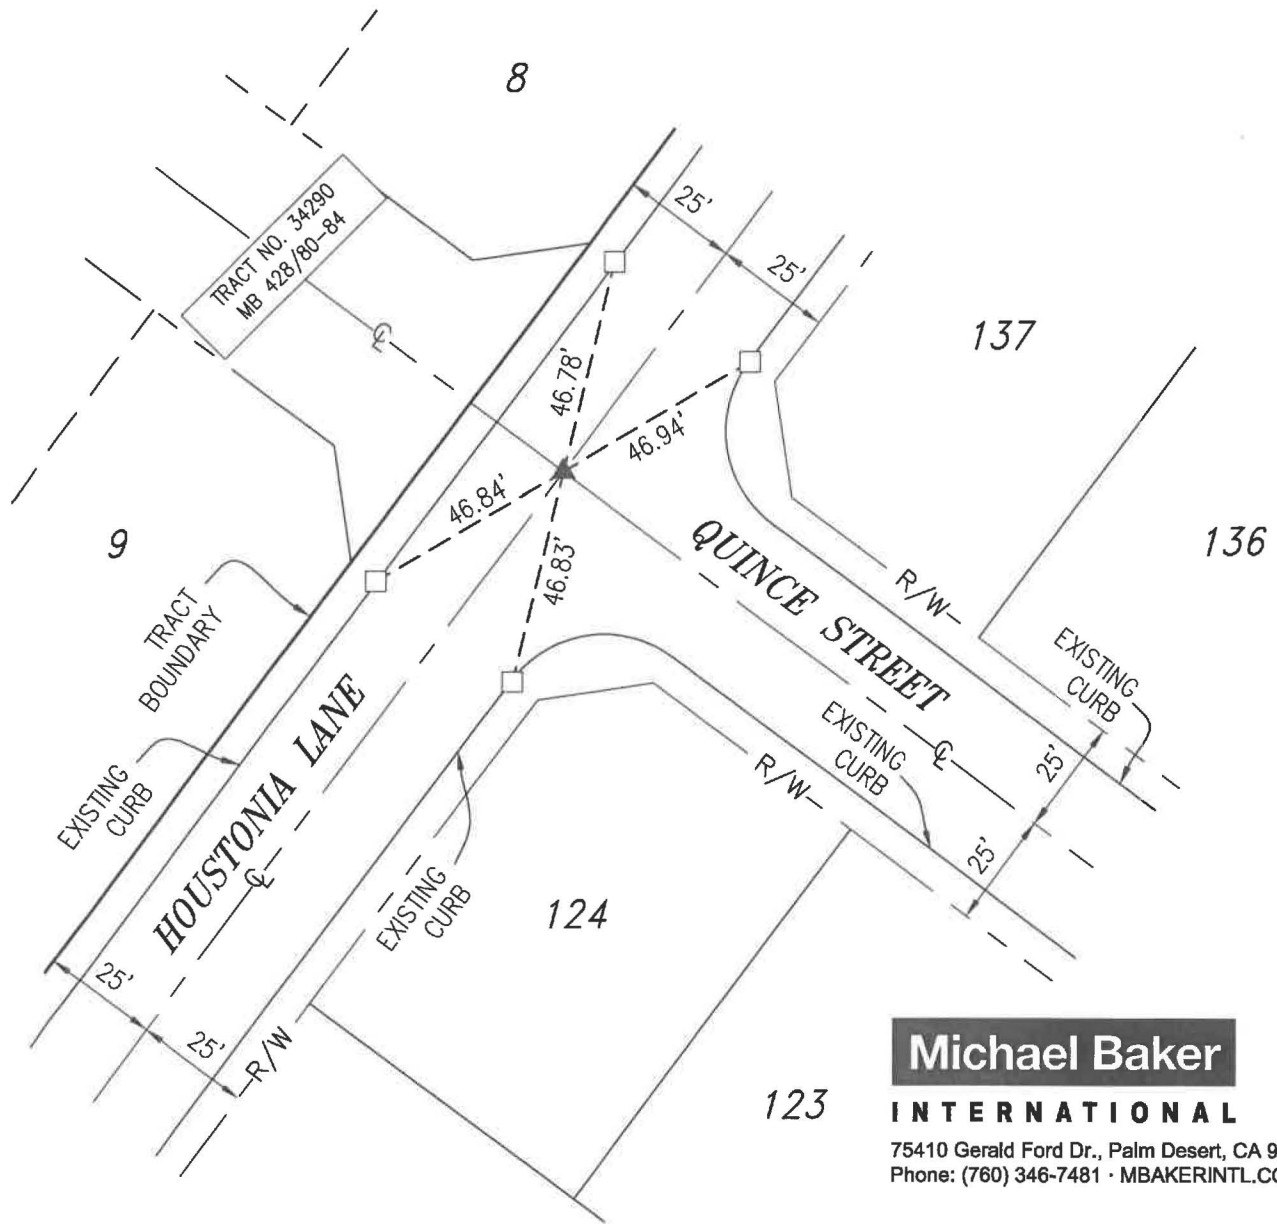 8
TRACT NO. 34290
MB 428/80-84
25'
25'
137
℄
46.78'
46.94'
46.84'
46.83'
9
136
TRACT
BOUNDARY
QUINCE STREET
R/W
EXISTING
CURB
EXISTING
CURB
HOUSTONIA LANE
℄
EXISTING
CURB
℄
R/W
25'
25'
EXISTING
CURB
124
25'
25'
R/W
123
Michael Baker
INTERNATIONAL
75410 Gerald Ford Dr., Palm Desert, CA 9
Phone: (760) 346-7481 · MBAKERINTL.CO